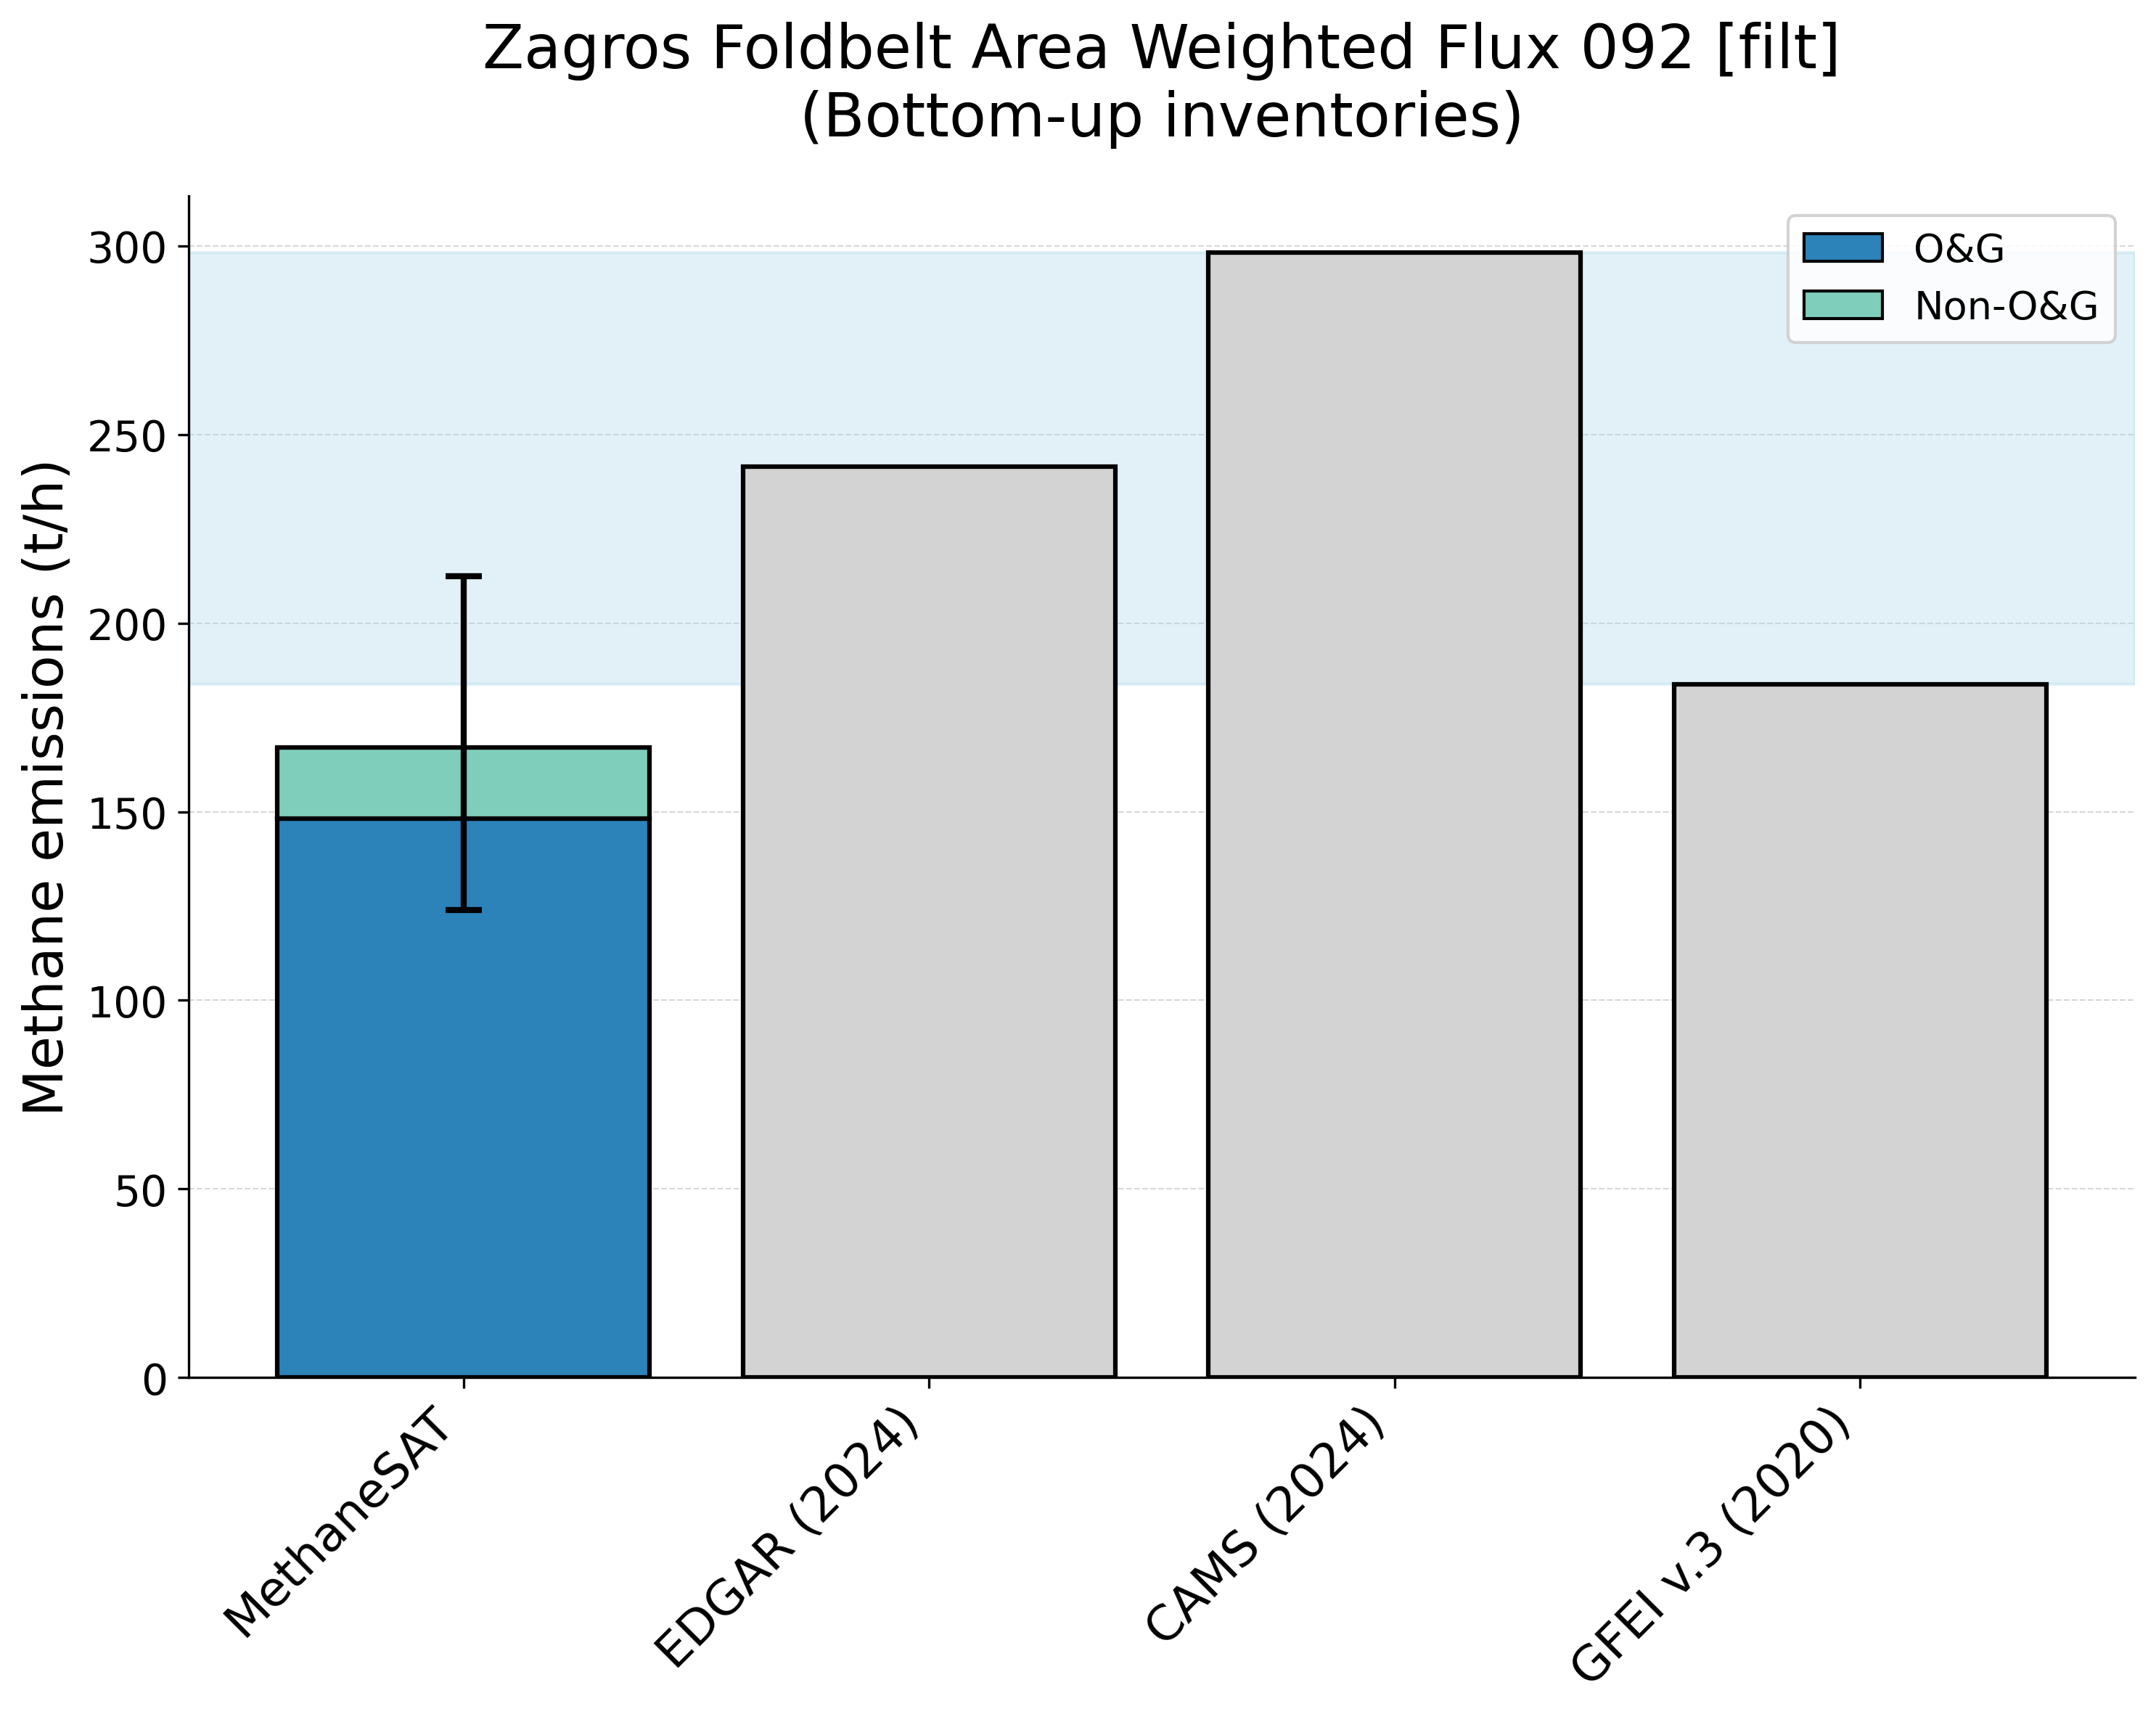 Zagros Foldbelt Area Weighted Flux 092 [filt]
(Bottom-up inventories)
O&G
Non-O&G
Methane emissions (t/h)
300
250
200
150
100
50
0
MethaneSAT
EDGAR (2024)
CAMS (2024)
GFEI v.3 (2020)